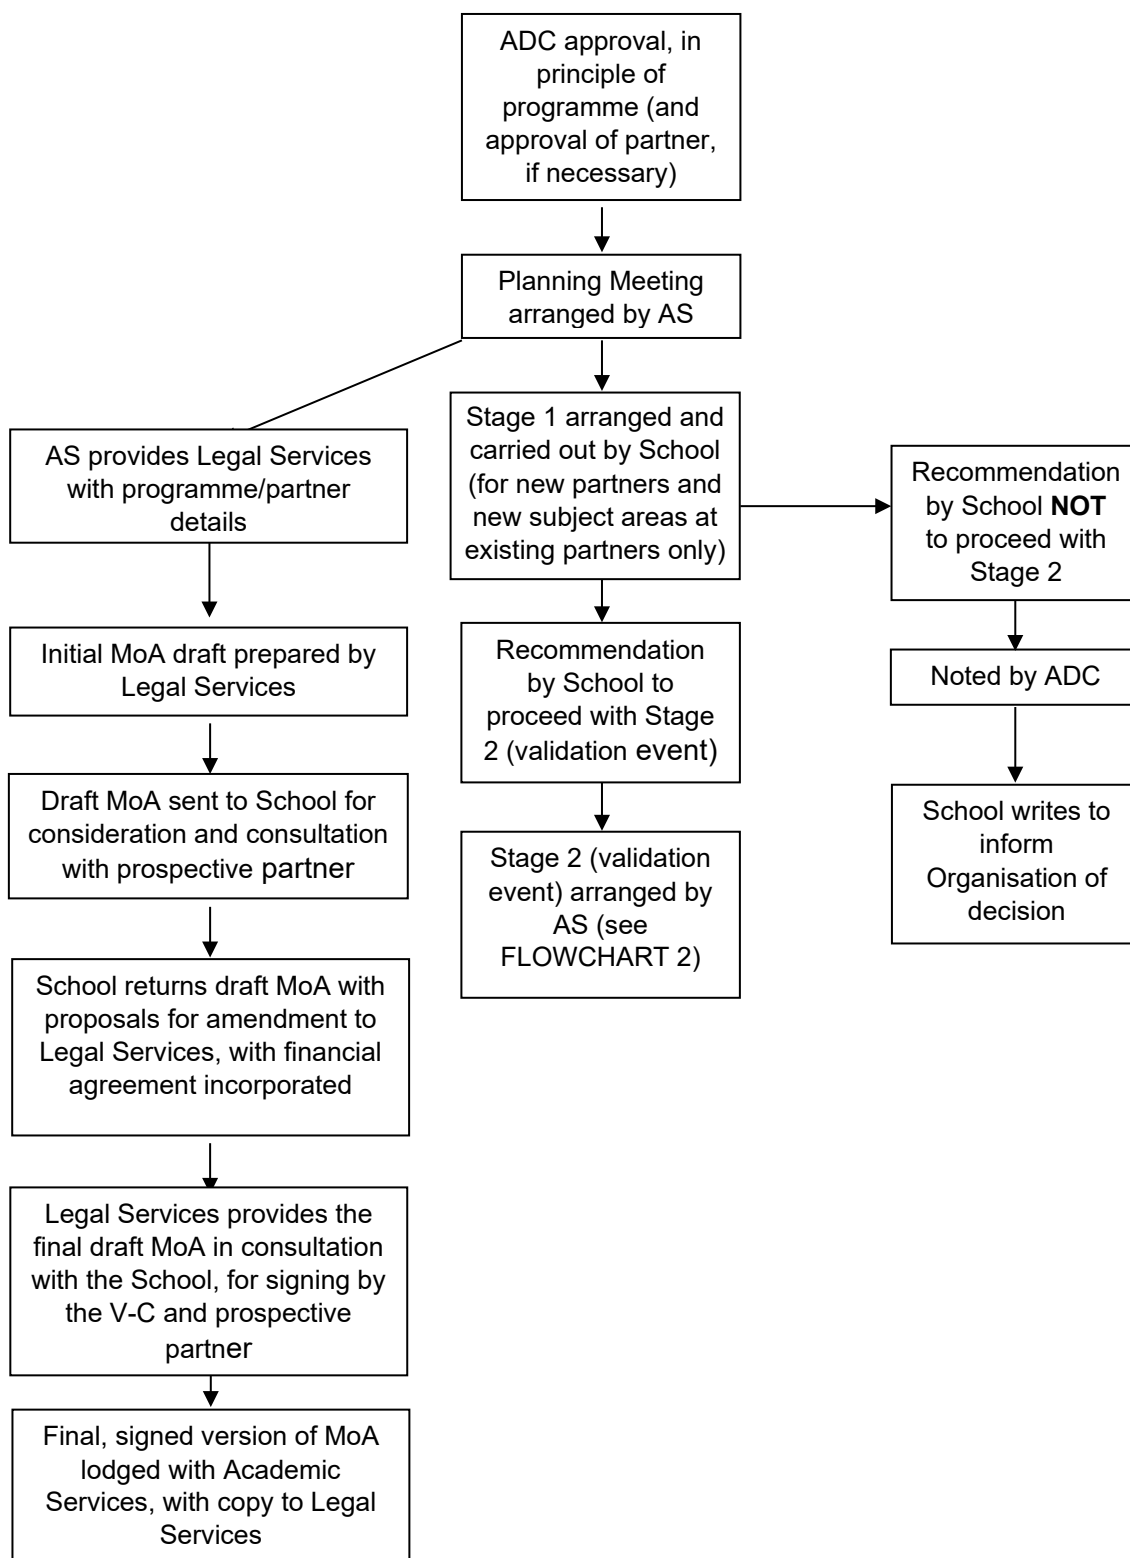 ADC approval, in
principle of
programme (and
approval of partner,
if necessary)
Planning Meeting
arranged by AS
AS provides Legal Services
with programme/partner
details
Stage 1 arranged and
carried out by School
(for new partners and
new subject areas at
existing partners only)
Recommendation
by School NOT
to proceed with
Stage 2
Initial MoA draft prepared by
Legal Services
Recommendation
by School to
proceed with Stage
2 (validation event)
Noted by ADC
Draft MoA sent to School for
consideration and consultation
with prospective partner
Stage 2 (validation
event) arranged by
AS (see
FLOWCHART 2)
School writes to
inform
Organisation of
decision
School returns draft MoA with
proposals for amendment to
Legal Services, with financial
agreement incorporated
Legal Services provides the
final draft MoA in consultation
with the School, for signing by
the V-C and prospective
partner
Final, signed version of MoA
lodged with Academic
Services, with copy to Legal
Services